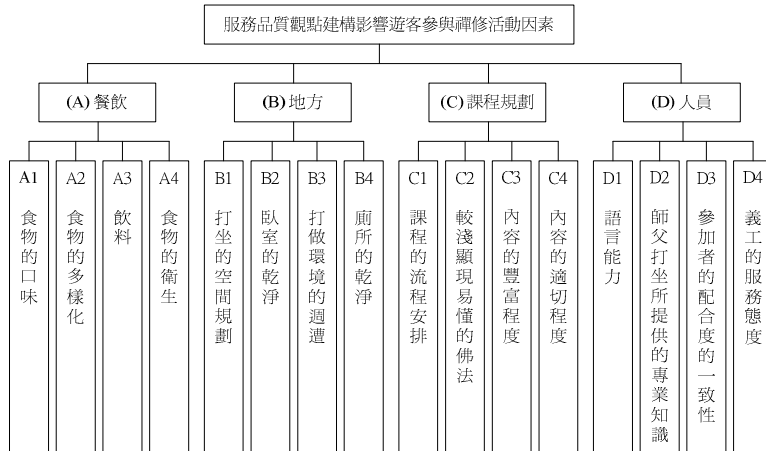 服務品質觀點建構影響遊客參與禪修活動因素
(A) 餐飲
(B) 地方
(C) 課程規劃
(D) 人員
A1
食物的口味
A2
食物的多樣化
A3
飲料
A4
食物的衛生
B1
打坐的空間規劃
B2
臥室的乾淨
B3
打做環境的週遭
B4
廁所的乾淨
C1
課程的流程安排
C2
較淺顯現易懂的佛法
C3
內容的豐富程度
C4
內容的適切程度
D1
語言能力
D2
師父打坐所提供的專業知識
D3
參加者的配合度的一致性
D4
義工的服務態度